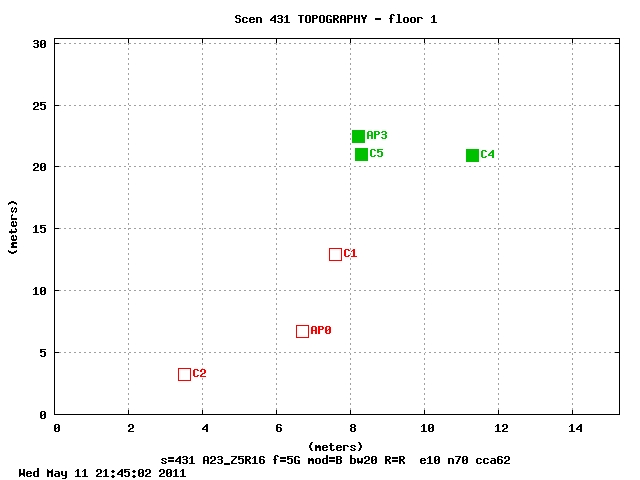 Scen 431 TOPOGRAPHY - floor 1
30
25
20
15
10
5
0
(meters)
AP3
C5
C4
C1
AP0
C2
0 2 4 6 8 10 12 14
(meters)
s=431 A23_Z5R16 f=5G mod=B bw20 R=R e10 n70 cca62
Wed May 11 21:45:02 2011